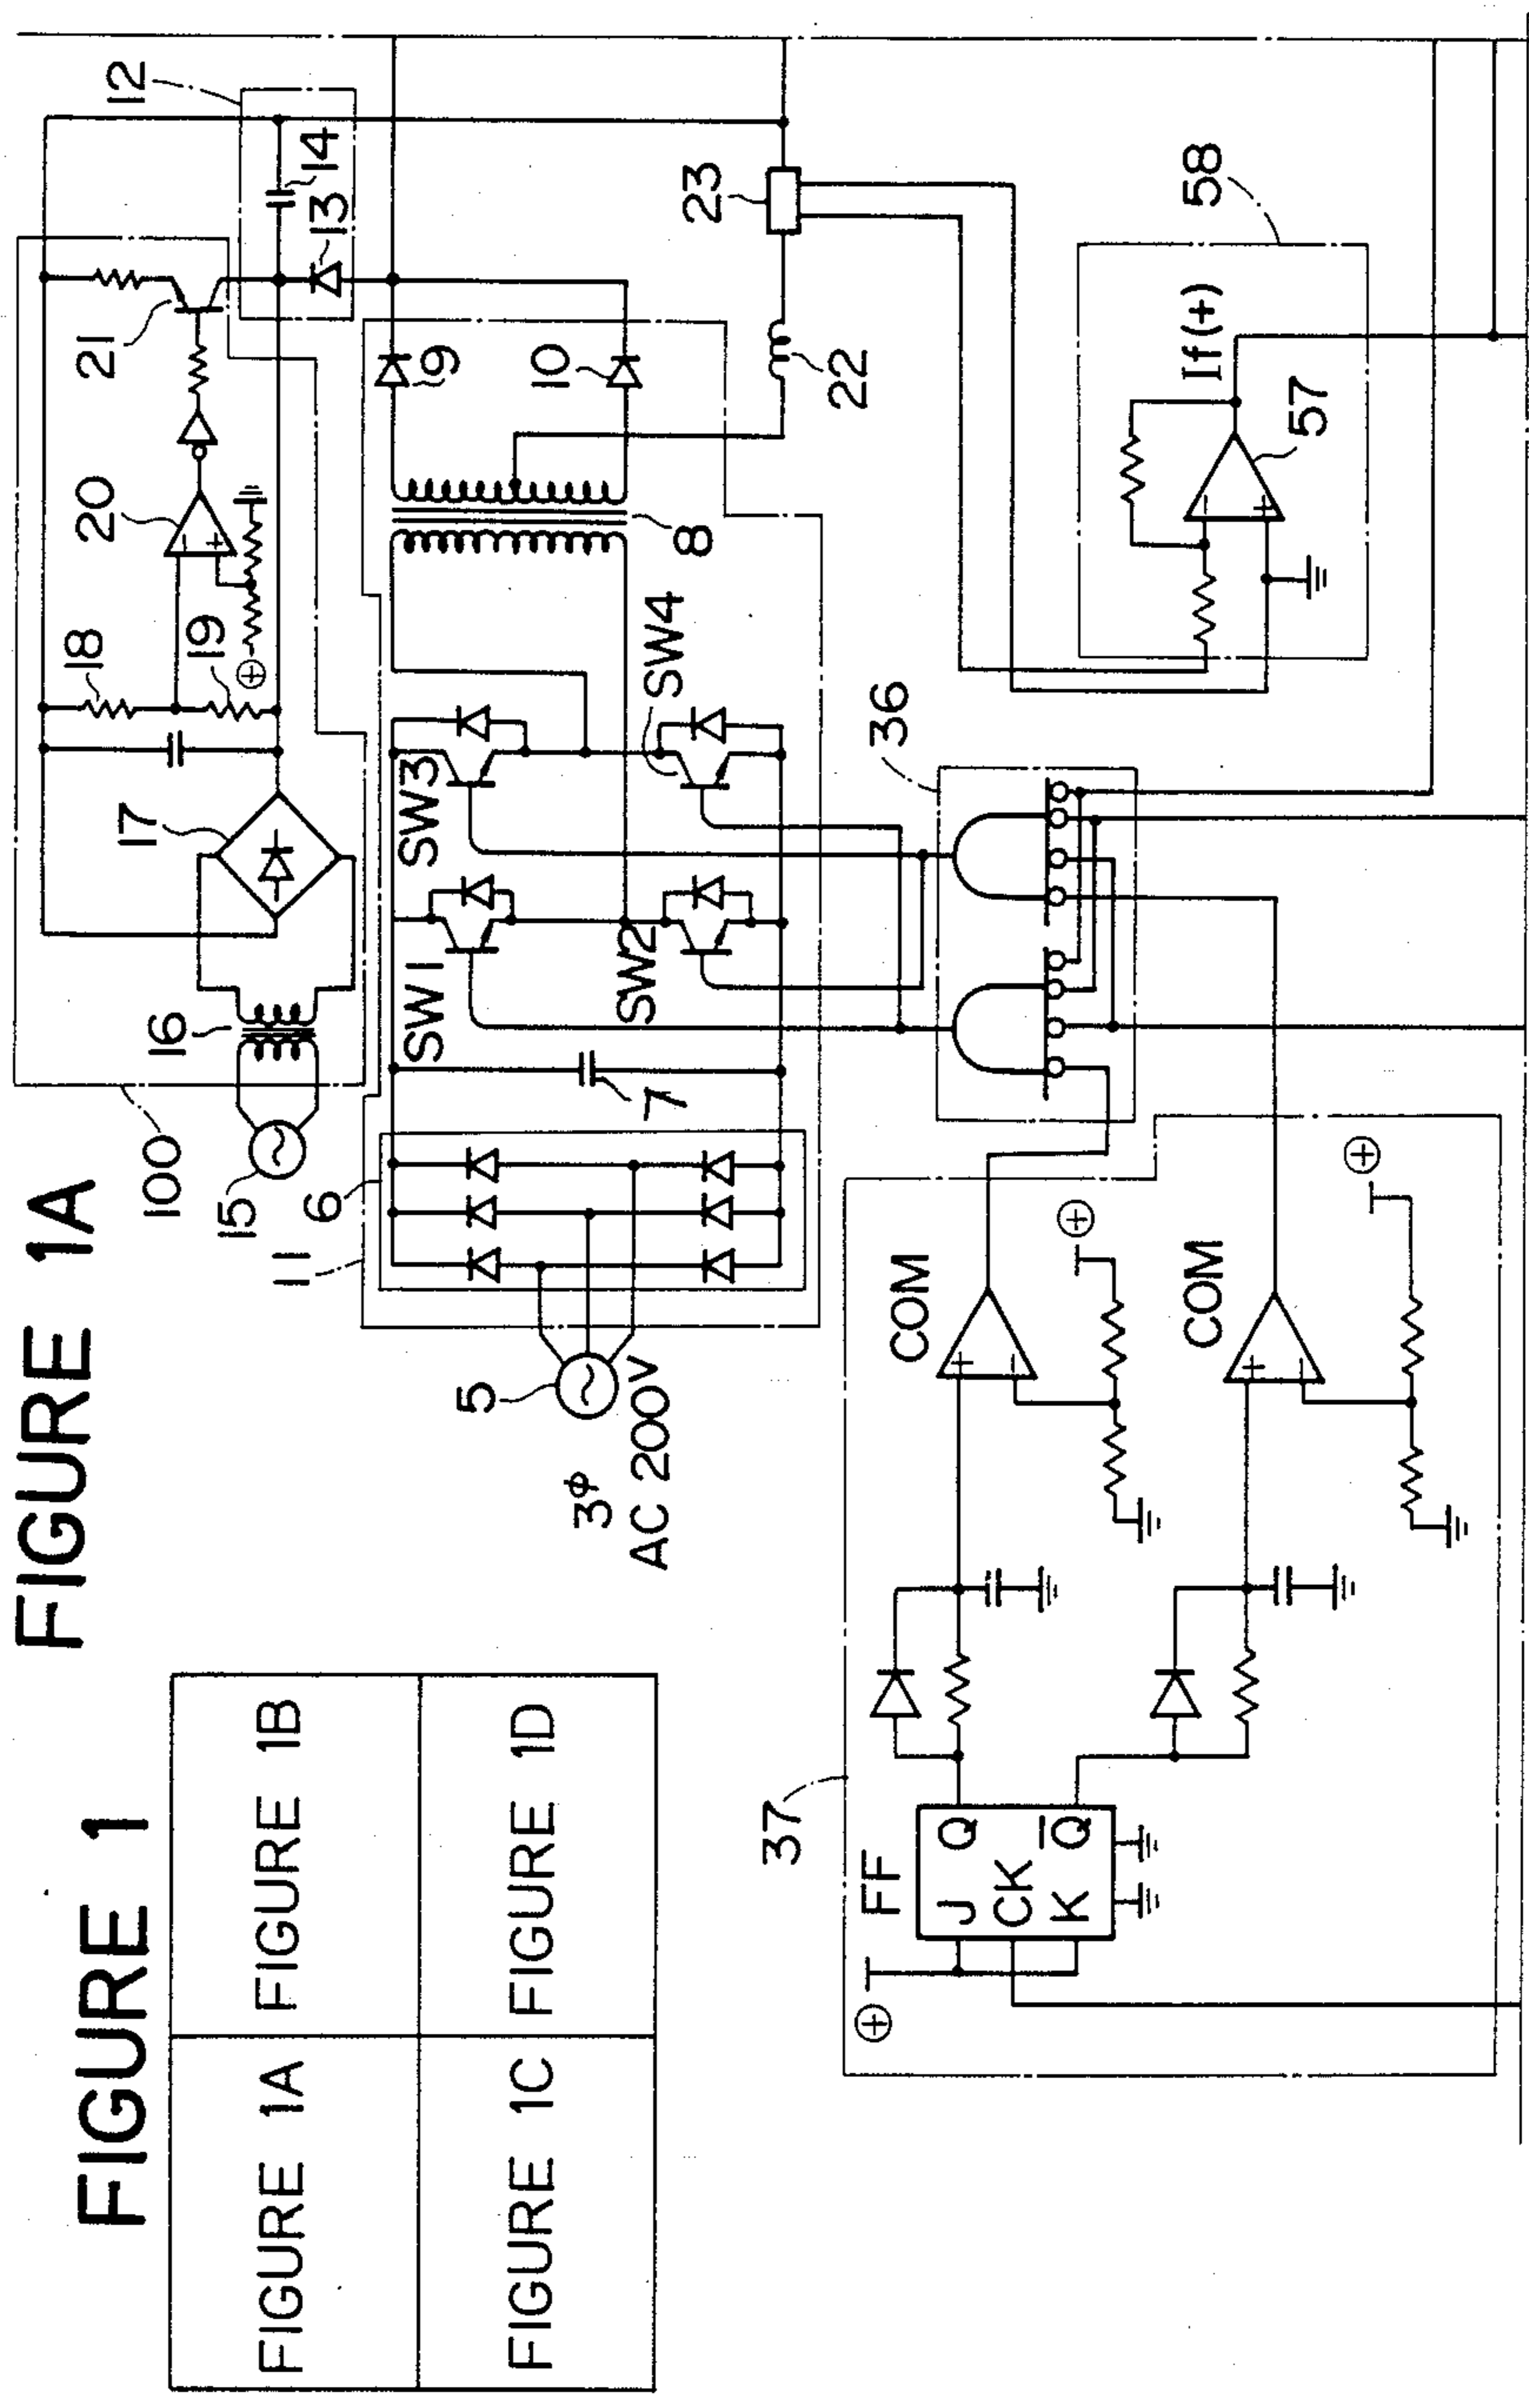 FIGURE 1
FIGURE 1A
FIGURE 1B
FIGURE 1C
FIGURE 1D
FIGURE 1A
100
15
16
17
18
19
20
21
12
14
13
+
-
+
5
3φ
AC 200V
11
6
7
SW1
SW2
SW3
SW4
8
9
10
22
23
36
37
FF
J
CK
K
Q
Q̅
COM
+
-
COM
+
-
+
+
+
58
If(+)
57
-
+